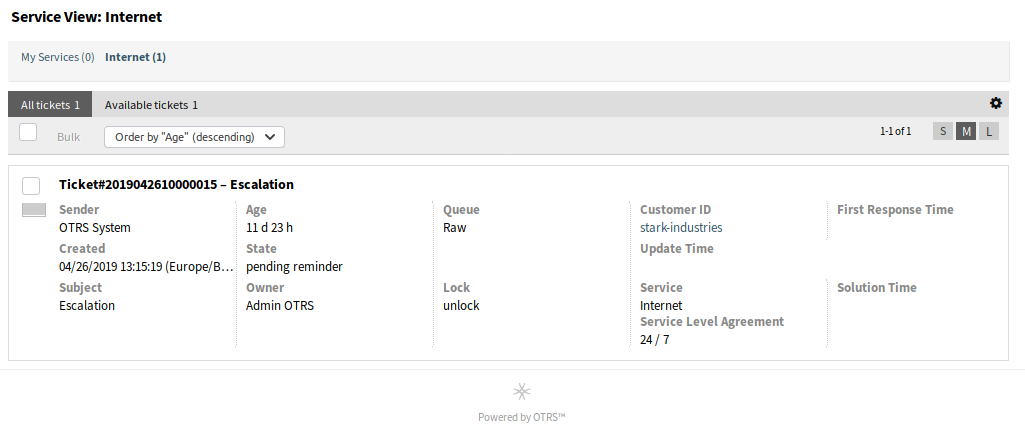 Service View: Internet
My Services (0) Internet (1)
All tickets 1 Available tickets 1
Bulk Order by "Age" (descending) 1-1 of 1 S M L
Ticket#2019042610000015 – Escalation
Sender Age Queue Customer ID First Response Time
OTRS System 11 d 23 h Raw stark-industries
Created State Update Time
04/26/2019 13:15:19 (Europe/B… pending reminder
Subject Owner Lock Service Solution Time
Escalation Admin OTRS unlock Internet
Service Level Agreement
24 / 7
Powered by OTRS™